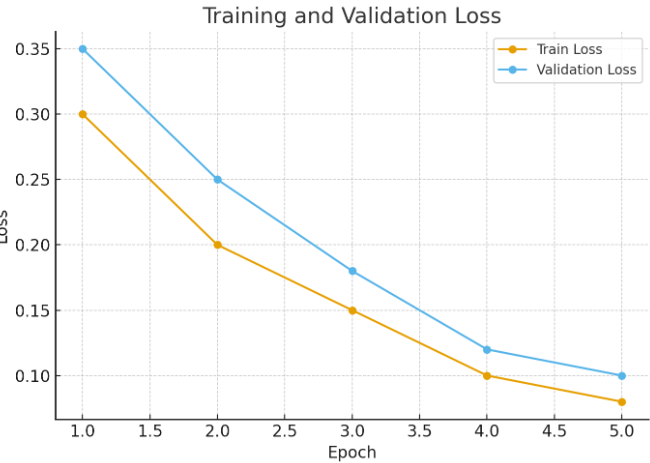 Training and Validation Loss
Train Loss
Validation Loss
0.35
0.30
0.25
0.20
0.15
0.10
Loss
1.0 1.5 2.0 2.5 3.0 3.5 4.0 4.5 5.0
Epoch